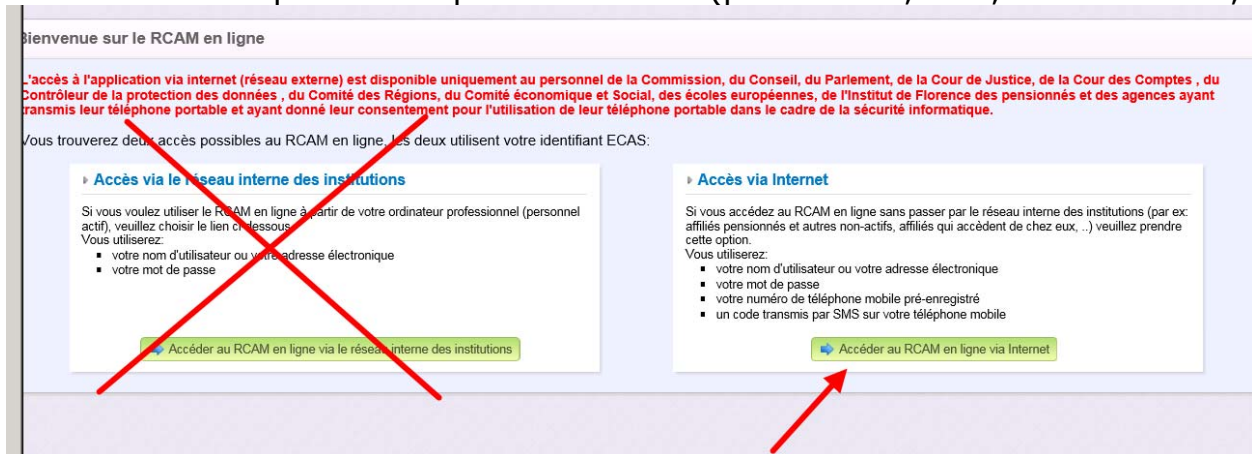 Bienvenue sur le RCAM en ligne
L'accès à l'application via internet (réseau externe) est disponible uniquement au personnel de la Commission, du Conseil, du Parlement, de la Cour de Justice, de la Cour des Comptes , du
Contrôleur de la protection des données , du Comité des Régions, du Comité économique et Social, des écoles européennes, de l'Institut de Florence des pensionnés et des agences ayant
transmis leur téléphone portable et ayant donné leur consentement pour l'utilisation de leur téléphone portable dans le cadre de la sécurité informatique.
Vous trouverez deux accès possibles au RCAM en ligne, les deux utilisent votre identifiant ECAS:
Accès via le réseau interne des institutions
Si vous voulez utiliser le RCAM en ligne à partir de votre ordinateur professionnel (personnel
actif), veuillez choisir le lien ci-dessous
Vous utiliserez:
votre nom d'utilisateur ou votre adresse électronique
votre mot de passe
Accéder au RCAM en ligne via le réseau interne des institutions
Accès via Internet
Si vous accédez au RCAM en ligne sans passer par le réseau interne des institutions (par ex:
affiliés pensionnés et autres non-actifs, affiliés qui accèdent de chez eux, ..) veuillez prendre
cette option.
Vous utiliserez:
votre nom d'utilisateur ou votre adresse électronique
votre mot de passe
votre numéro de téléphone mobile pré-enregistré
un code transmis par SMS sur votre téléphone mobile
Accéder au RCAM en ligne via Internet